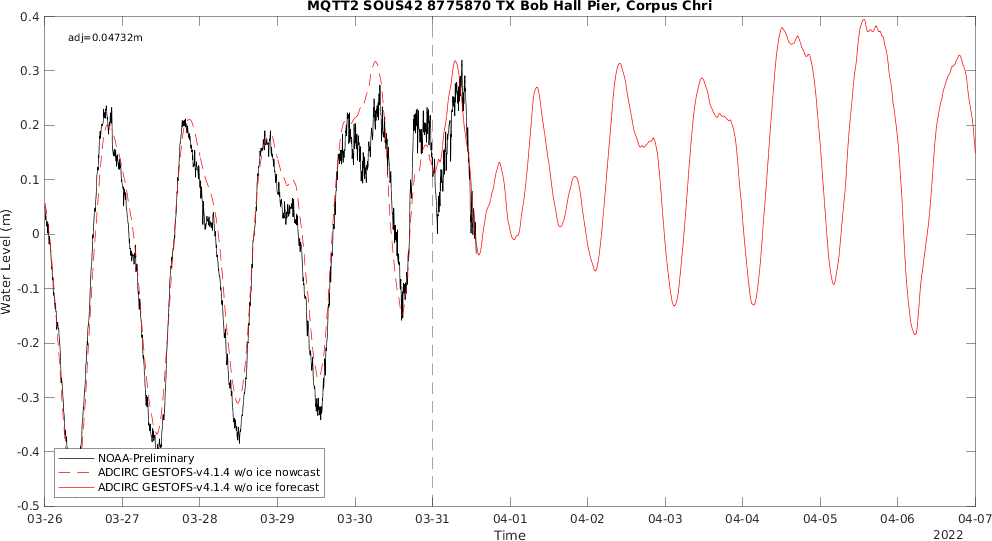 MQTT2 SOUS42 8775870 TX Bob Hall Pier, Corpus Chri
adj=0.04732m
0.4
0.3
0.2
0.1
0
-0.1
-0.2
-0.3
-0.4
-0.5
Water Level (m)
NOAA-Preliminary
ADCIRC GESTOFS-v4.1.4 w/o ice nowcast
ADCIRC GESTOFS-v4.1.4 w/o ice forecast
03-26 03-27 03-28 03-29 03-30 03-31 04-01 04-02 04-03 04-04 04-05 04-06 04-07
Time
2022